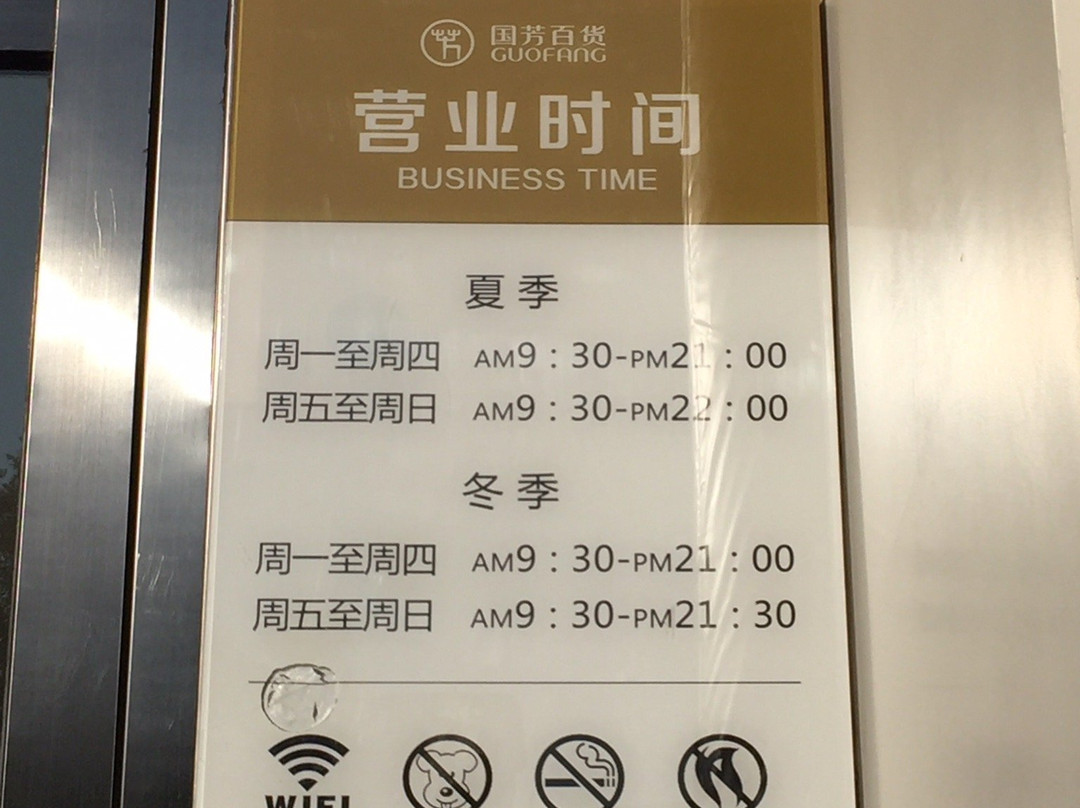 国芳百货
GUOFANG
营业时间
BUSINESS TIME
夏季
周一至周四 AM9：30-PM21：00
周五至周日 AM9：30-PM22：00
冬季
周一至周四 AM9：30-PM21：00
周五至周日 AM9：30-PM21：30
WIFI